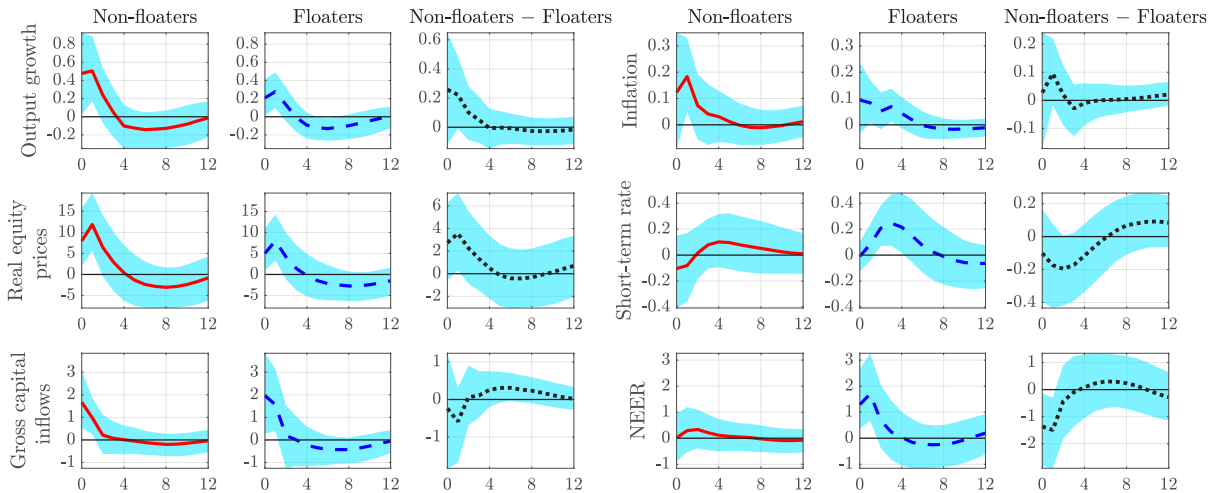 Non-floaters Floaters Non-floaters − Floaters Non-floaters Floaters Non-floaters − Floaters
Output growth
0.8 0.6 0.4 0.2 0 -0.2
0 4 8 12
0.8 0.6 0.4 0.2 0 -0.2
0 4 8 12
0.6 0.4 0.2 0
0 4 8 12
Inflation
0.3 0.2 0.1 0
0 4 8 12
0.3 0.2 0.1 0
0 4 8 12
0.2 0.1 0 -0.1
0 4 8 12
Real equity
prices
15 10 5 0 -5
0 4 8 12
15 10 5 0 -5
0 4 8 12
6 4 2 0 -2
0 4 8 12
Short-term rate
0.4 0.2 0 -0.2 -0.4
0 4 8 12
0.4 0.2 0 -0.2 -0.4
0 4 8 12
0.2 0 -0.2 -0.4
0 4 8 12
Gross capital
inflows
3 2 1 0 -1
0 4 8 12
3 2 1 0 -1
0 4 8 12
1 0 -1
0 4 8 12
NEER
3 2 1 0 -1
0 4 8 12
3 2 1 0 -1
0 4 8 12
1 0 -1 -2
0 4 8 12